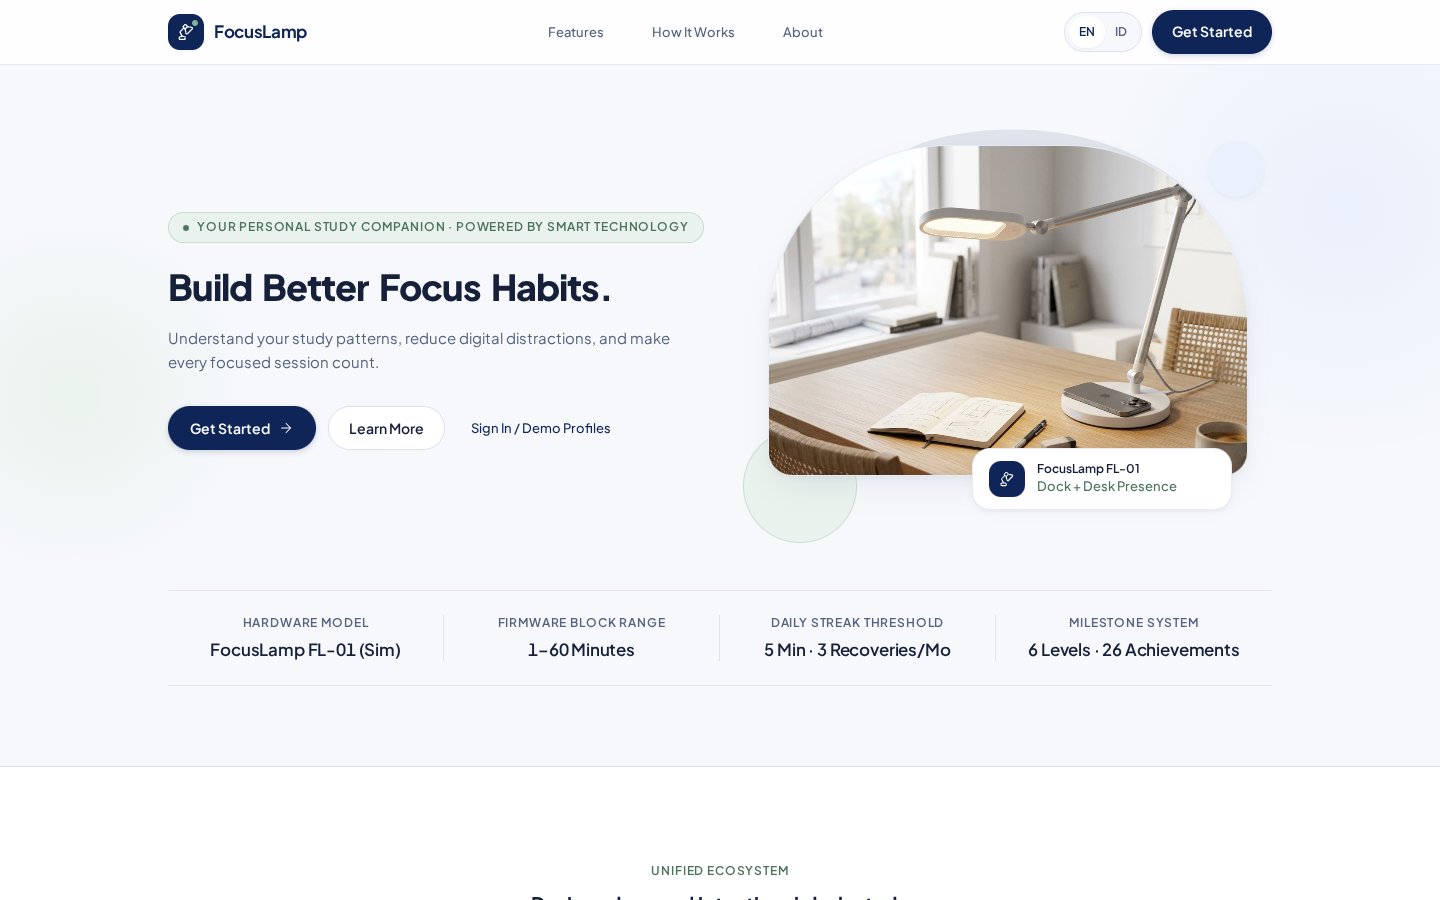 FocusLamp
Features
How It Works
About
EN
ID
Get Started
YOUR PERSONAL STUDY COMPANION · POWERED BY SMART TECHNOLOGY
Build Better Focus Habits.
Understand your study patterns, reduce digital distractions, and make
every focused session count.
Get Started
Learn More
Sign In / Demo Profiles
FocusLamp FL-01
Dock + Desk Presence
HARDWARE MODEL
FocusLamp FL-01 (Sim)
FIRMWARE BLOCK RANGE
1–60 Minutes
DAILY STREAK THRESHOLD
5 Min · 3 Recoveries/Mo
MILESTONE SYSTEM
6 Levels · 26 Achievements
UNIFIED ECOSYSTEM